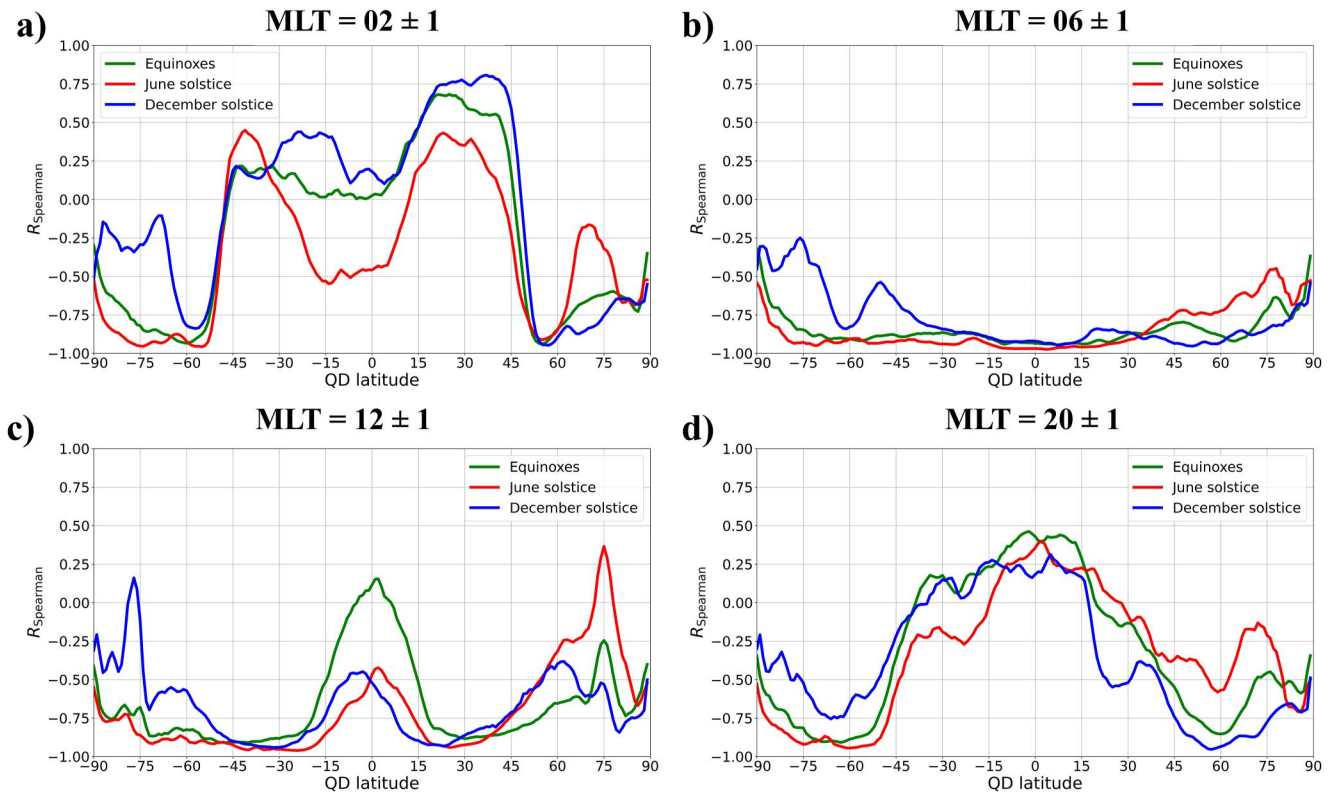 a)
MLT = 02 ± 1
1.00
0.75
0.50
0.25
0.00
−0.25
−0.50
−0.75
−1.00
R_Spearman
Equinoxes
June solstice
December solstice
−90 −75 −60 −45 −30 −15 0 15 30 45 60 75 90
QD latitude
b)
MLT = 06 ± 1
1.00
0.75
0.50
0.25
0.00
−0.25
−0.50
−0.75
−1.00
R_Spearman
Equinoxes
June solstice
December solstice
−90 −75 −60 −45 −30 −15 0 15 30 45 60 75 90
QD latitude
c)
MLT = 12 ± 1
1.00
0.75
0.50
0.25
0.00
−0.25
−0.50
−0.75
−1.00
R_Spearman
Equinoxes
June solstice
December solstice
−90 −75 −60 −45 −30 −15 0 15 30 45 60 75 90
QD latitude
d)
MLT = 20 ± 1
1.00
0.75
0.50
0.25
0.00
−0.25
−0.50
−0.75
−1.00
R_Spearman
Equinoxes
June solstice
December solstice
−90 −75 −60 −45 −30 −15 0 15 30 45 60 75 90
QD latitude